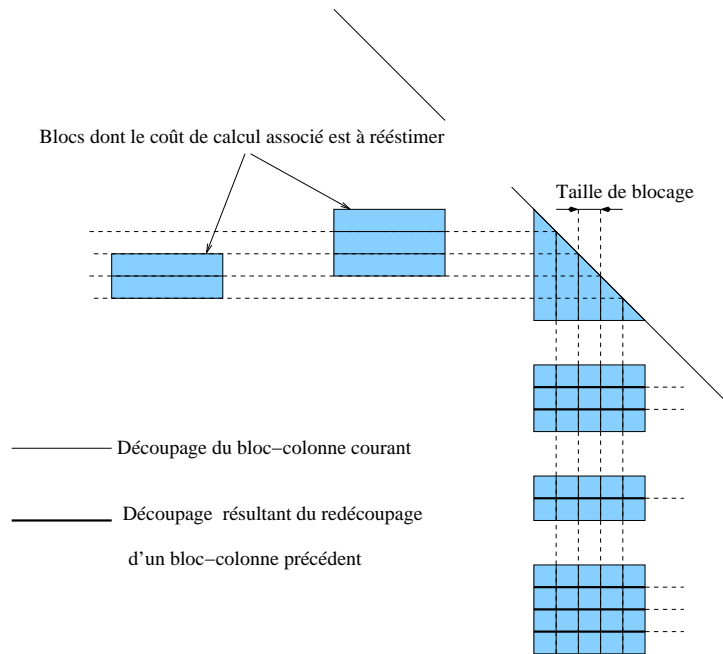 Blocs dont le coût de calcul associé est à réestimer
Taille de blocage
Découpage du bloc−colonne courant
Découpage résultant du redécoupage
d'un bloc−colonne précédent